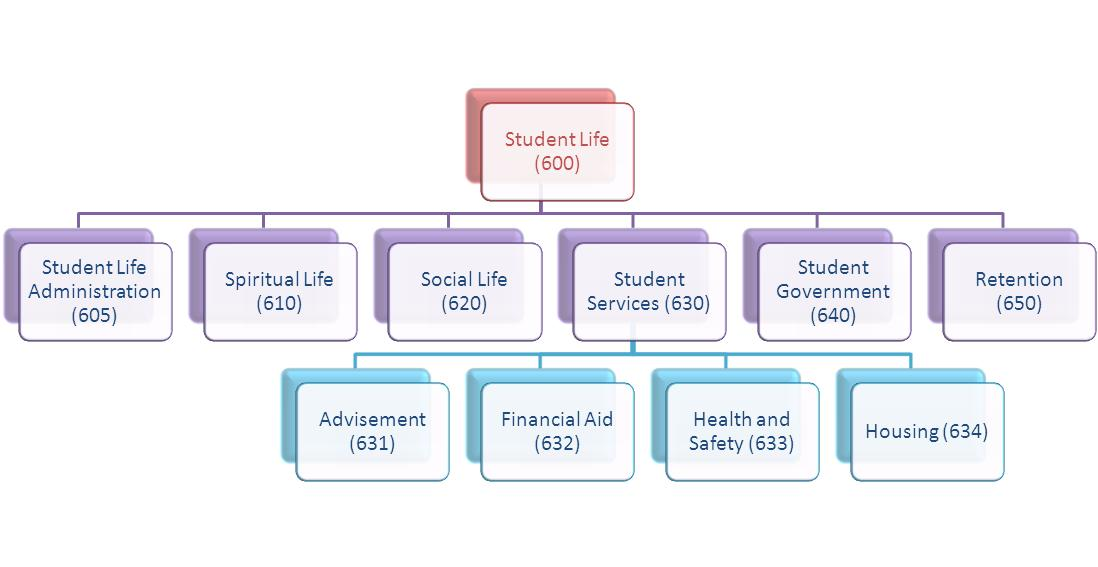 Student Life
(600)
Student Life
Administration
(605)
Spiritual Life
(610)
Social Life
(620)
Student
Services (630)
Student
Government
(640)
Retention
(650)
Advisement
(631)
Financial Aid
(632)
Health and
Safety (633)
Housing (634)